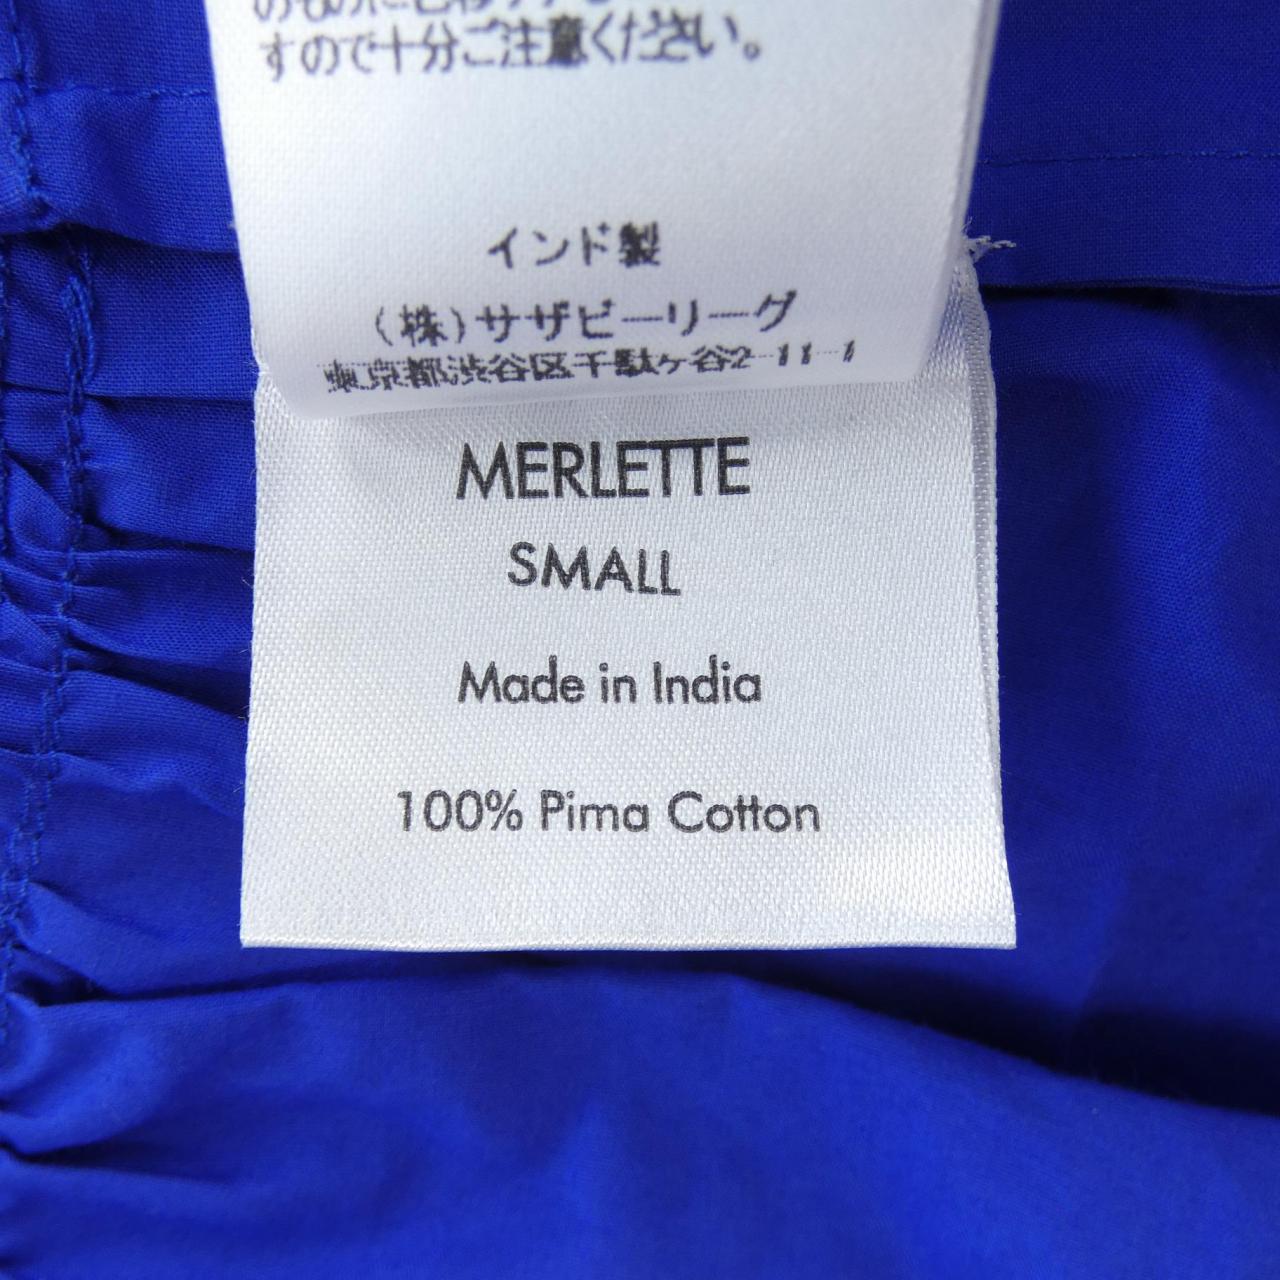 すので十分ご注意ください。
インド製
(株)サザビーリーグ
東京都渋谷区千駄ヶ谷2-11-1
MERLETTE
SMALL
Made in India
100% Pima Cotton